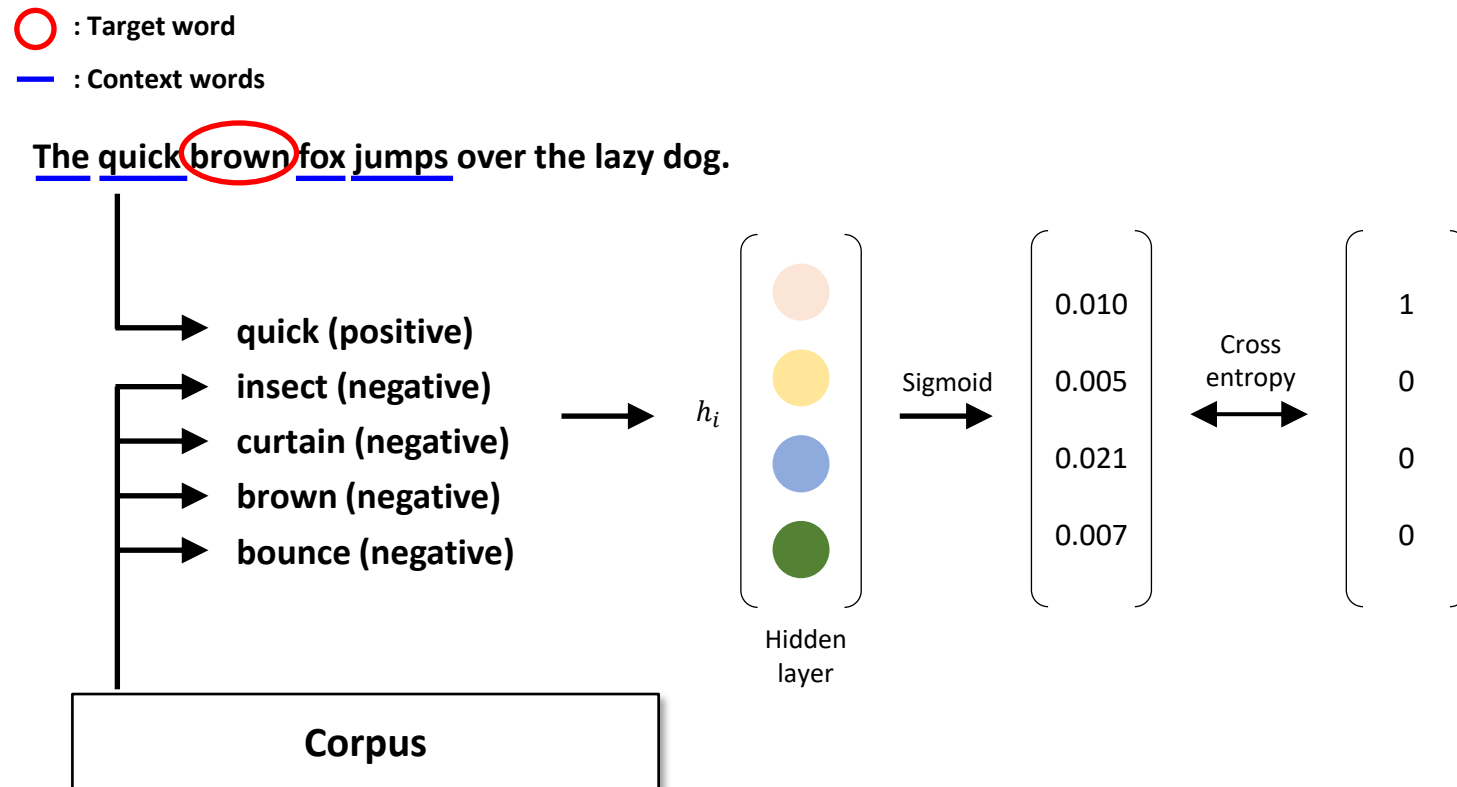 : Target word
: Context words
The quick brown fox jumps over the lazy dog.
quick (positive)
insect (negative)
curtain (negative)
brown (negative)
bounce (negative)
h_i
Hidden
layer
Sigmoid
0.010
0.005
0.021
0.007
Cross
entropy
1
0
0
0
Corpus